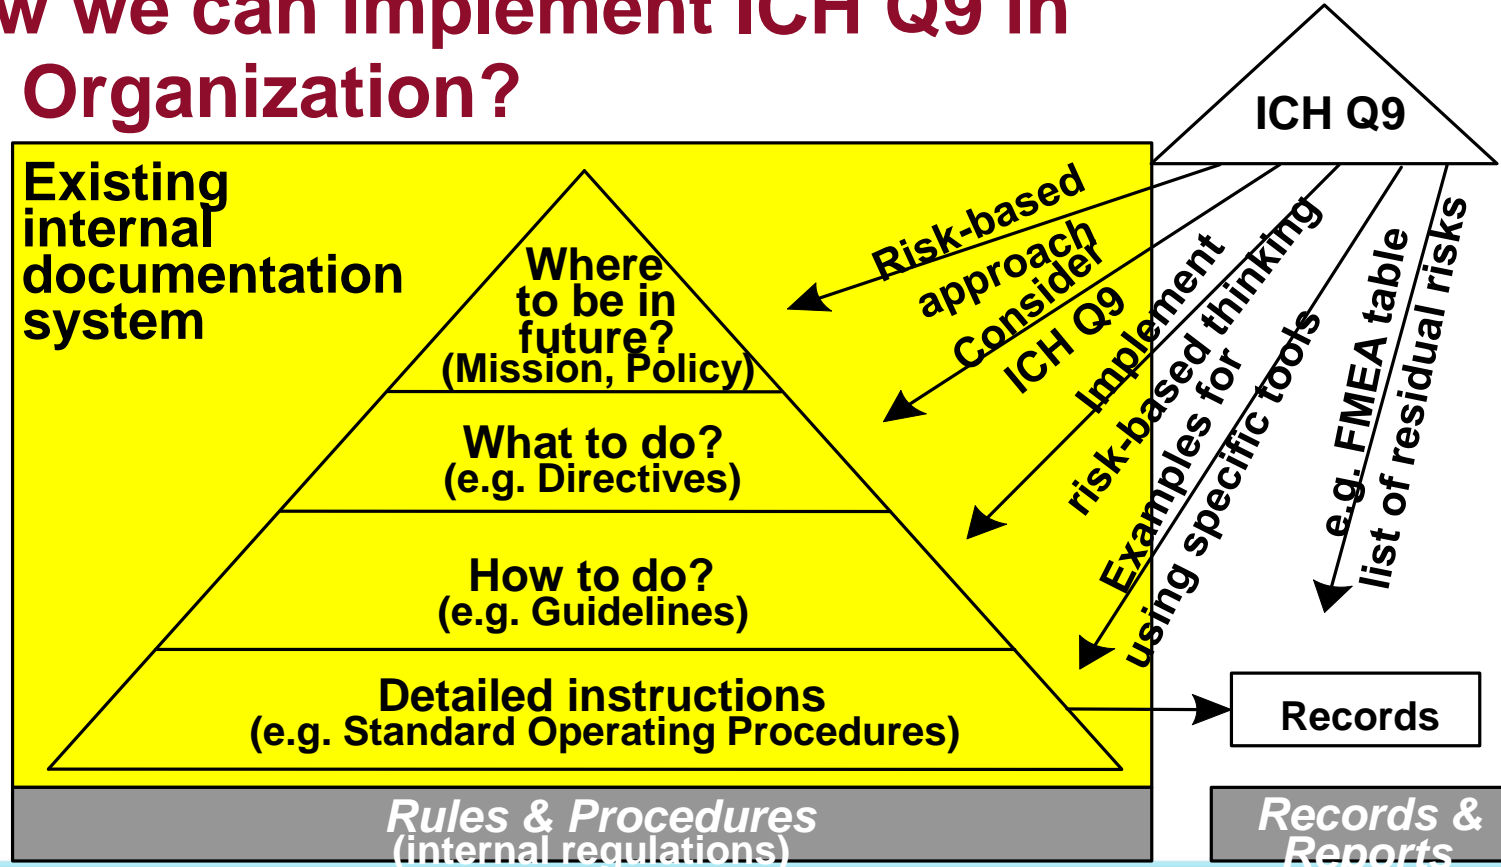 w we can implement ICH Q9 in
Organization?
ICH Q9
Existing
internal
documentation
system
Where
to be in
future?
(Mission, Policy)
What to do?
(e.g. Directives)
How to do?
(e.g. Guidelines)
Detailed instructions
(e.g. Standard Operating Procedures)
Risk-based
approach
Consider
ICH Q9
Implement
risk-based thinking
Examples for
using specific tools
e.g. FMEA table
list of residual risks
Records
Rules & Procedures
(internal regulations)
Records &
Reports